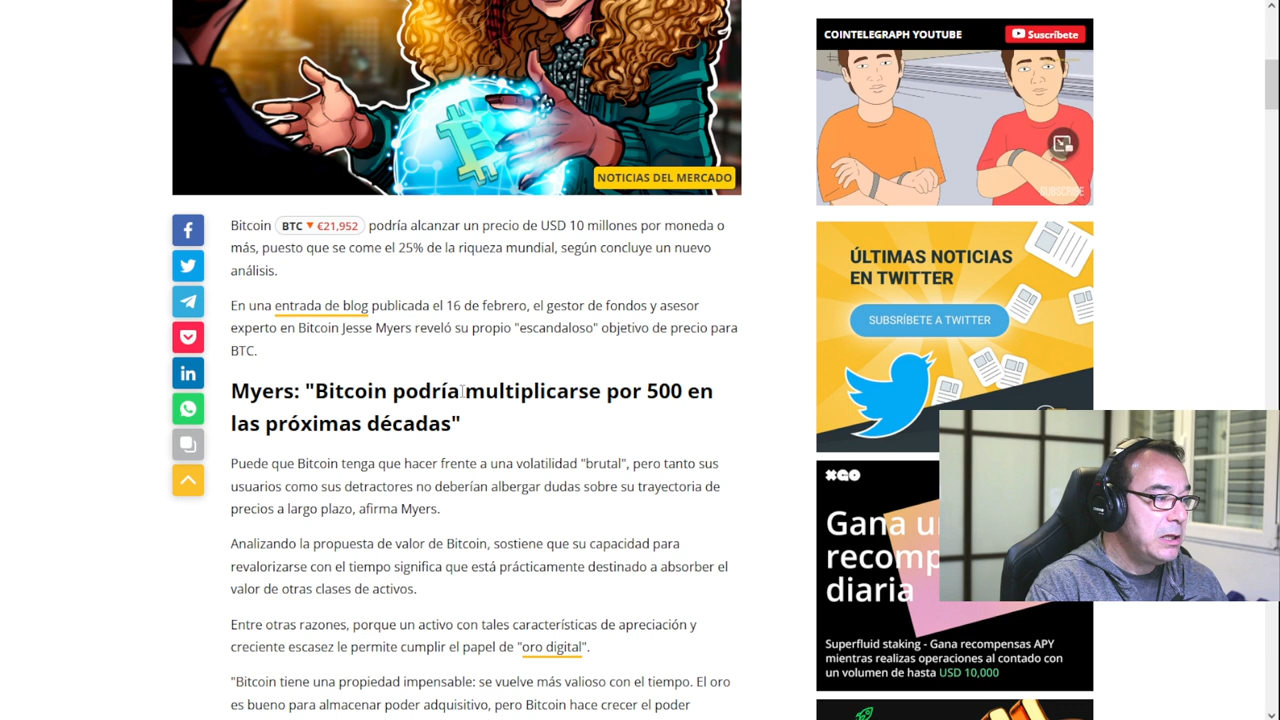 NOTICIAS DEL MERCADO
Bitcoin BTC ▼ €21,952 podría alcanzar un precio de USD 10 millones por moneda o
más, puesto que se come el 25% de la riqueza mundial, según concluye un nuevo
análisis.
En una entrada de blog publicada el 16 de febrero, el gestor de fondos y asesor
experto en Bitcoin Jesse Myers reveló su propio "escandaloso" objetivo de precio para
BTC.
Myers: "Bitcoin podría multiplicarse por 500 en
las próximas décadas"
Puede que Bitcoin tenga que hacer frente a una volatilidad "brutal", pero tanto sus
usuarios como sus detractores no deberían albergar dudas sobre su trayectoria de
precios a largo plazo, afirma Myers.
Analizando la propuesta de valor de Bitcoin, sostiene que su capacidad para
revalorizarse con el tiempo significa que está prácticamente destinado a absorber el
valor de otras clases de activos.
Entre otras razones, porque un activo con tales características de apreciación y
creciente escasez le permite cumplir el papel de "oro digital".
"Bitcoin tiene una propiedad impensable: se vuelve más valioso con el tiempo. El oro
es bueno para almacenar poder adquisitivo, pero Bitcoin hace crecer el poder
COINTELEGRAPH YOUTUBE
Suscríbete
SUBSCRIBE
ÚLTIMAS NOTICIAS
EN TWITTER
SUBSRÍBETE A TWITTER
XGO
Gana u
recomp
diaria
Superfluid staking - Gana recompensas APY
mientras realizas operaciones al contado con
un volumen de hasta USD 10,000